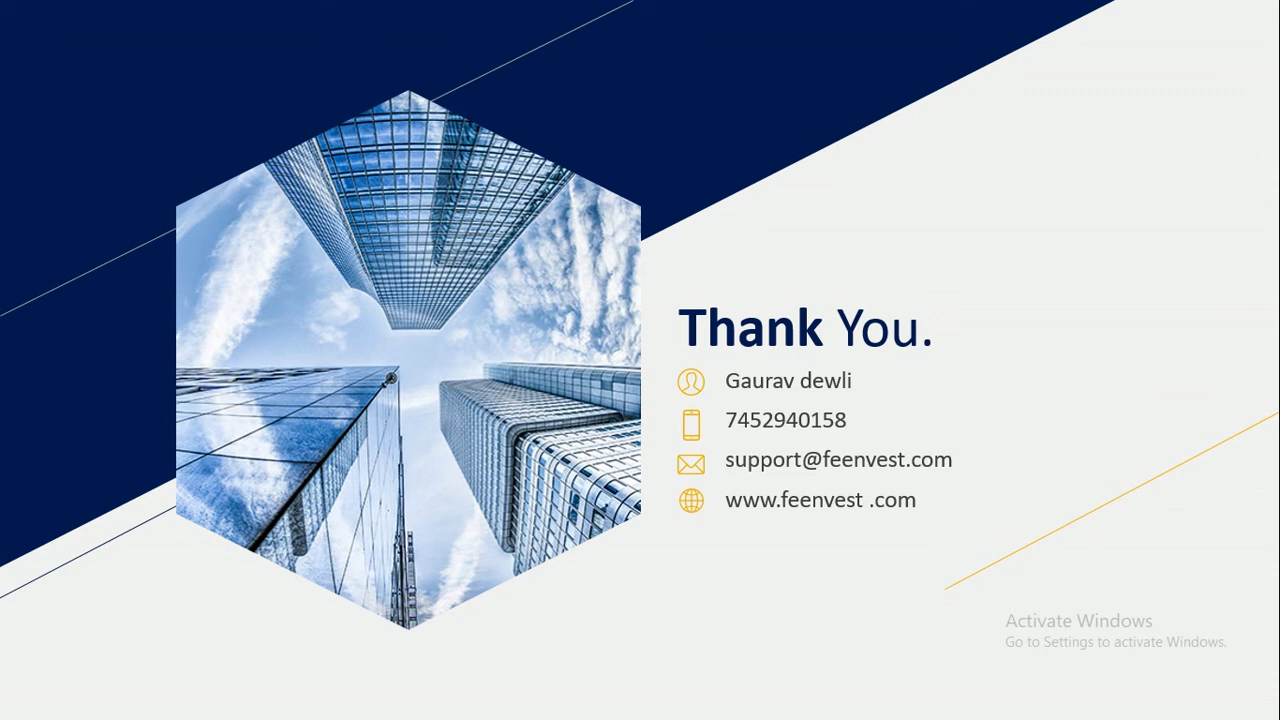 Thank You.
Gaurav dewli
7452940158
support@feenvest.com
www.feenvest .com
Activate Windows
Go to Settings to activate Windows.